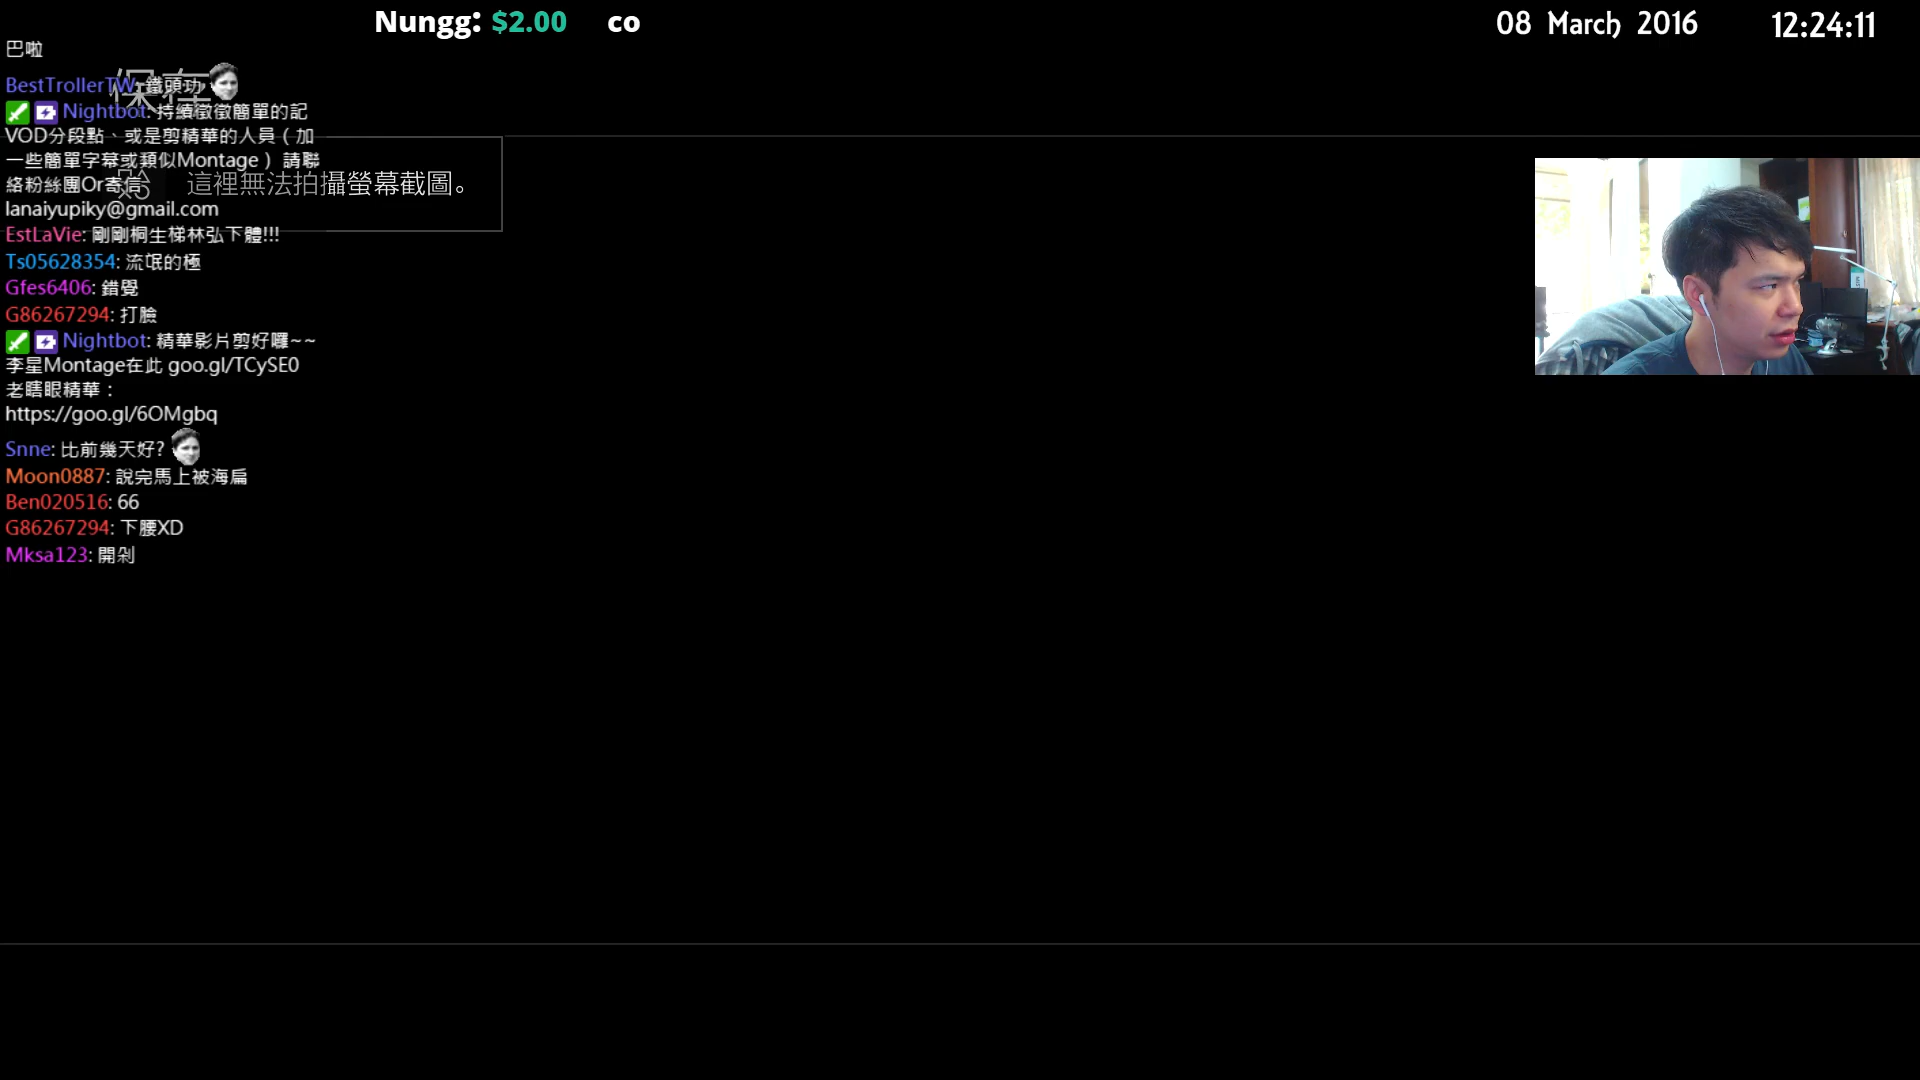 Nungg: $2.00 co
08 March 2016 12:24:11
巴啦
保存
BestTrollerTW: 鐵頭功
Nightbot: 持續徵徵簡單的記
VOD分段點、或是剪精華的人員（加
一些簡單字幕或類似Montage）請聯
絡粉絲團Or寄信
lanaiyupiky@gmail.com
這裡無法拍攝螢幕截圖。
EstLaVie: 剛剛桐生梯林弘下體!!!
Ts05628354: 流氓的極
Gfes6406: 錯覺
G86267294: 打臉
Nightbot: 精華影片剪好囉~~
李星Montage在此 goo.gl/TCySE0
老瞎眼精華：
https://goo.gl/6OMgbq
Snne: 比前幾天好?
Moon0887: 說完馬上被海扁
Ben020516: 66
G86267294: 下腰XD
Mksa123: 開剁